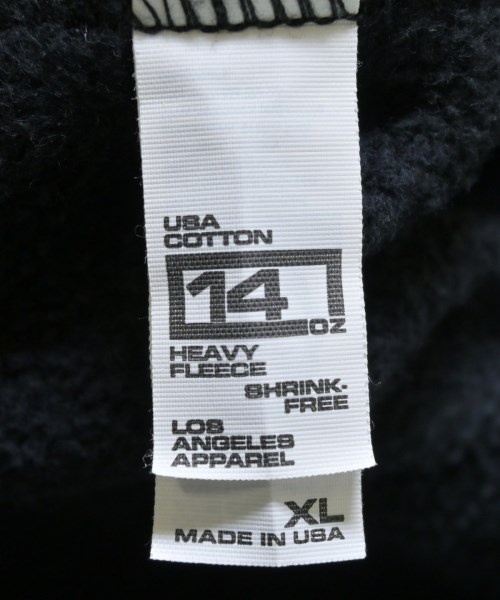 USA
COTTON
14
OZ
HEAVY
FLEECE
SHRINK-
FREE
LOS
ANGELES
APPAREL
XL
MADE IN USA